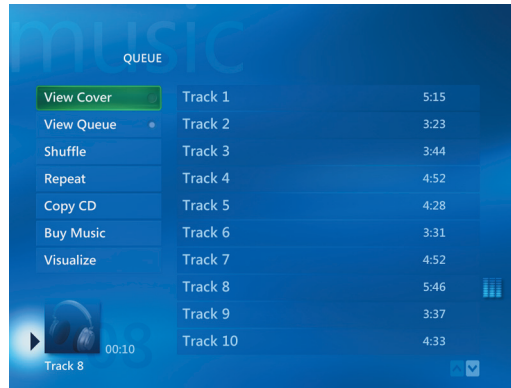 music
QUEUE
View Cover
View Queue
Shuffle
Repeat
Copy CD
Buy Music
Visualize
Track 1 5:15
Track 2 3:23
Track 3 3:44
Track 4 4:52
Track 5 4:28
Track 6 3:31
Track 7 4:52
Track 8 5:46
Track 9 3:37
Track 10 4:33
08
00:10
Track 8